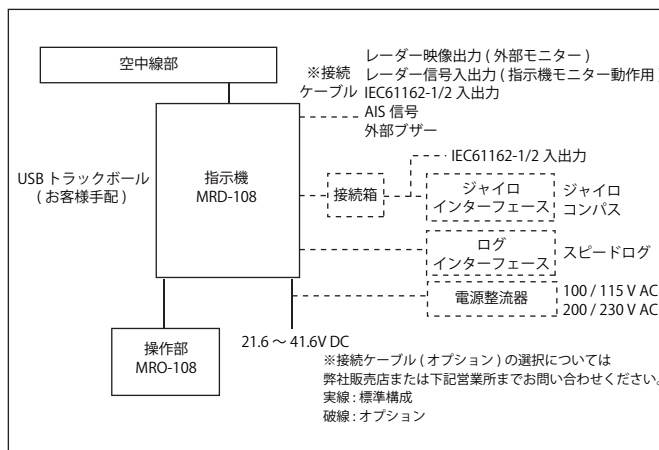 空中線部
※接続
ケーブル
レーダー映像出力 ( 外部モニター )
レーダー信号入出力 ( 指示機モニター動作用 )
IEC61162-1/2 入出力
AIS 信号
外部ブザー
USB トラックボール
( お客様手配 )
指示機
MRD-108
接続箱
IEC61162-1/2 入出力
ジャイロ
インターフェース
ジャイロ
コンパス
ログ
インターフェース
スピードログ
電源整流器
100 / 115 V AC
200 / 230 V AC
操作部
MRO-108
21.6 ～ 41.6V DC
※接続ケーブル ( オプション ) の選択については
弊社販売店または下記営業所までお問い合わせください。
実線 : 標準構成
破線 : オプション